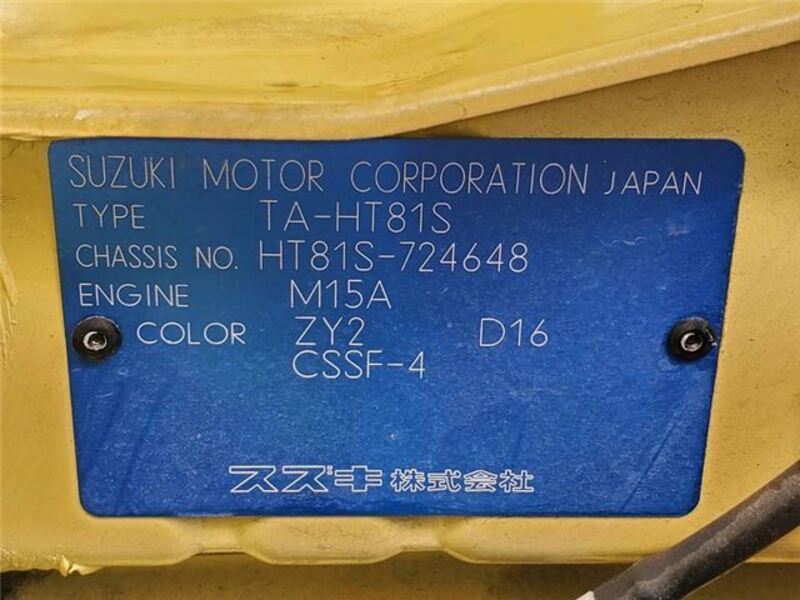 SUZUKI MOTOR CORPORATION JAPAN
TYPE TA-HT81S
CHASSIS NO. HT81S-724648
ENGINE M15A
COLOR ZY2 D16
CSSF-4
スズキ株式会社